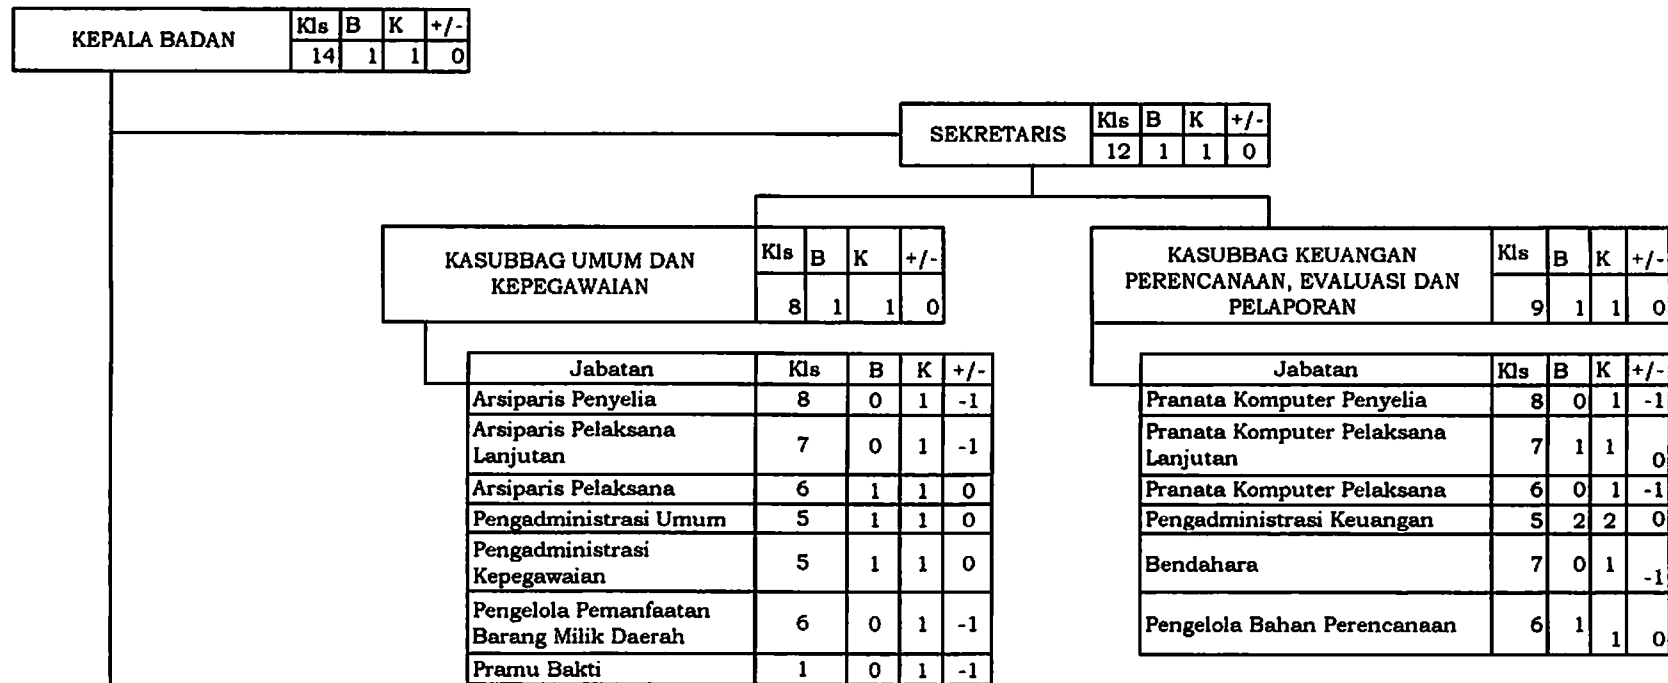 KEPALA BADAN Kls B K +/-
14 1 1 0
SEKRETARIS Kls B K +/-
12 1 1 0
KASUBBAG UMUM DAN
KEPEGAWAIAN
Kls B K +/-
8 1 1 0
Jabatan Kls B K +/-
Arsiparis Penyelia 8 0 1 -1
Arsiparis Pelaksana
Lanjutan 7 0 1 -1
Arsiparis Pelaksana 6 1 1 0
Pengadministrasi Umum 5 1 1 0
Pengadministrasi
Kepegawaian 5 1 1 0
Pengelola Pemanfaatan
Barang Milik Daerah 6 0 1 -1
Pramu Bakti 1 0 1 -1
KASUBBAG KEUANGAN
PERENCANAAN, EVALUASI DAN
PELAPORAN
Kls B K +/-
9 1 1 0
Jabatan Kls B K +/-
Pranata Komputer Penyelia 8 0 1 -1
Pranata Komputer Pelaksana
Lanjutan 7 1 1 0
Pranata Komputer Pelaksana 6 0 1 -1
Pengadministrasi Keuangan 5 2 2 0
Bendahara 7 0 1 -1
Pengelola Bahan Perencanaan 6 1 1 0